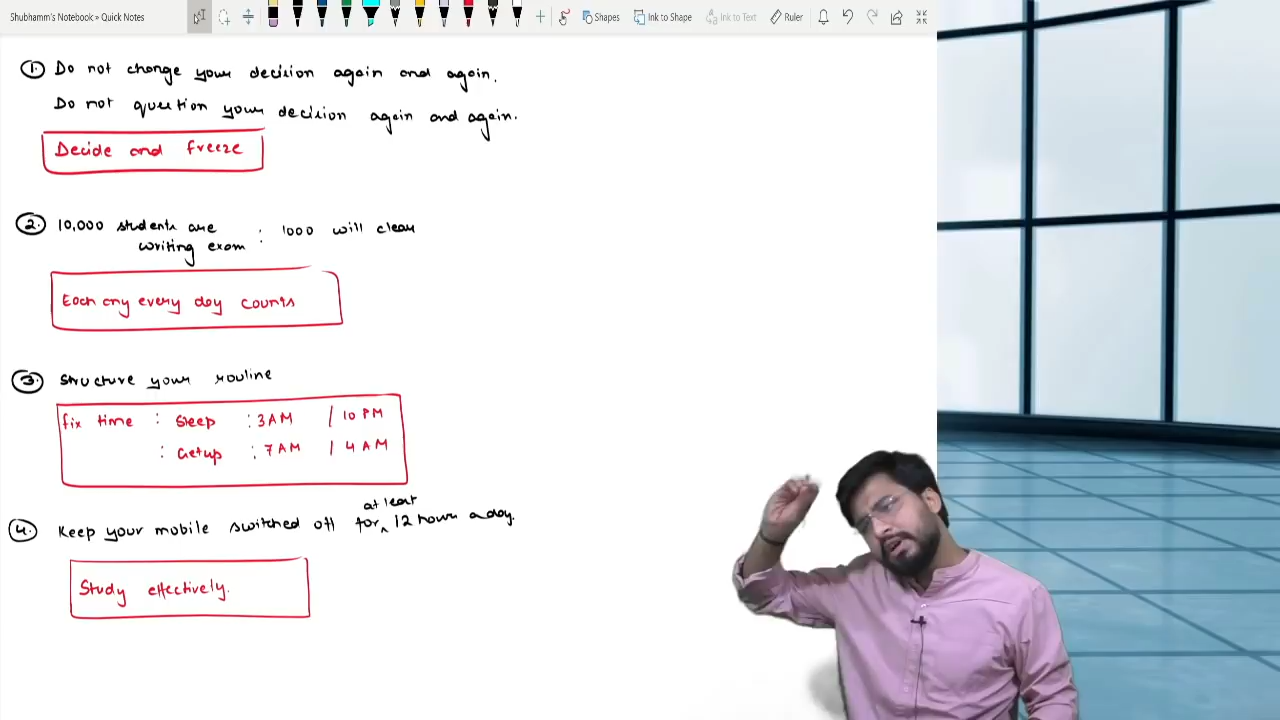 Shubhamm's Notebook » Quick Notes
Shapes
Ink to Shape
Ink to Text
Ruler
1. Do not change your decision again and again.
Do not question your decision again and again.
Decide and freeze
2. 10,000 students are writing exam : 1000 will clear
Each any every day counts
3. Structure your routine
fix time : Sleep : 3 AM / 10 PM
: Getup : 7 AM / 4 AM
at least
4. Keep your mobile switched off for ^ 12 hours a day.
Study effectively.